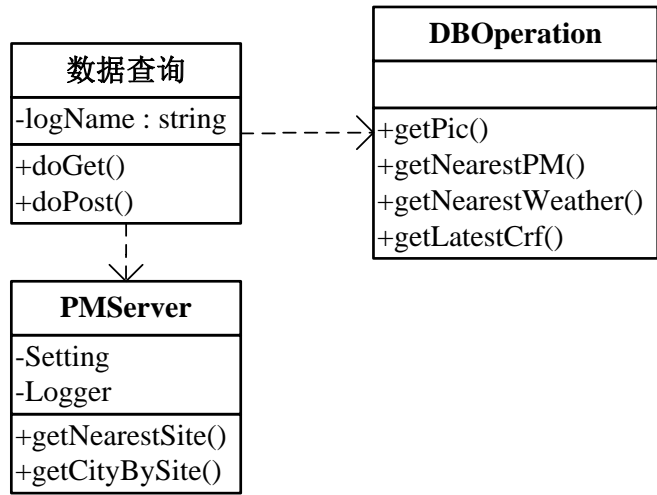 数据查询
-logName : string
+doGet()
+doPost()
DBOperation
+getPic()
+getNearestPM()
+getNearestWeather()
+getLatestCrf()
PMServer
-Setting
-Logger
+getNearestSite()
+getCityBySite()